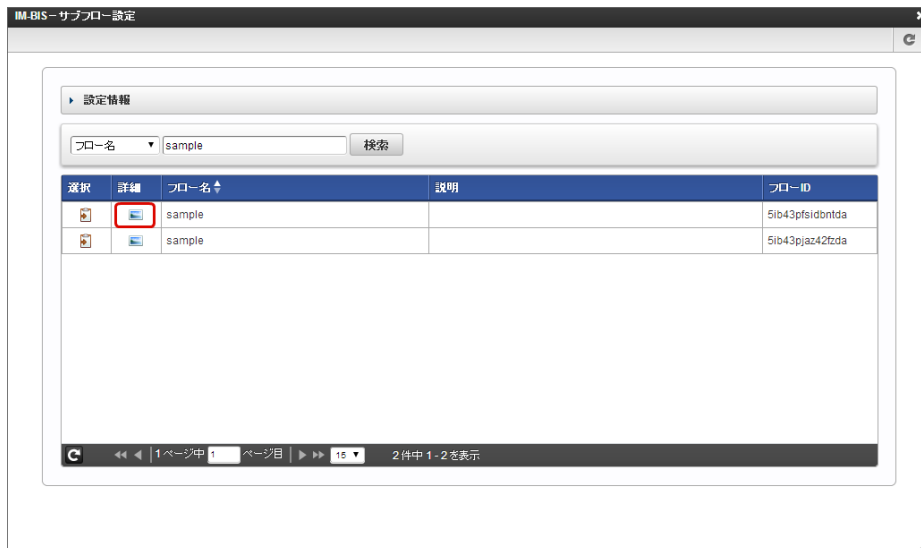 IM-BIS－サブフロー設定
設定情報
フロー名 sample 検索
選択 詳細 フロー名 説明 フローID
sample 5ib43pfsidbntda
sample 5ib43pjaz42fzda
1ページ中 1 ページ目 15 2件中 1 - 2 を表示